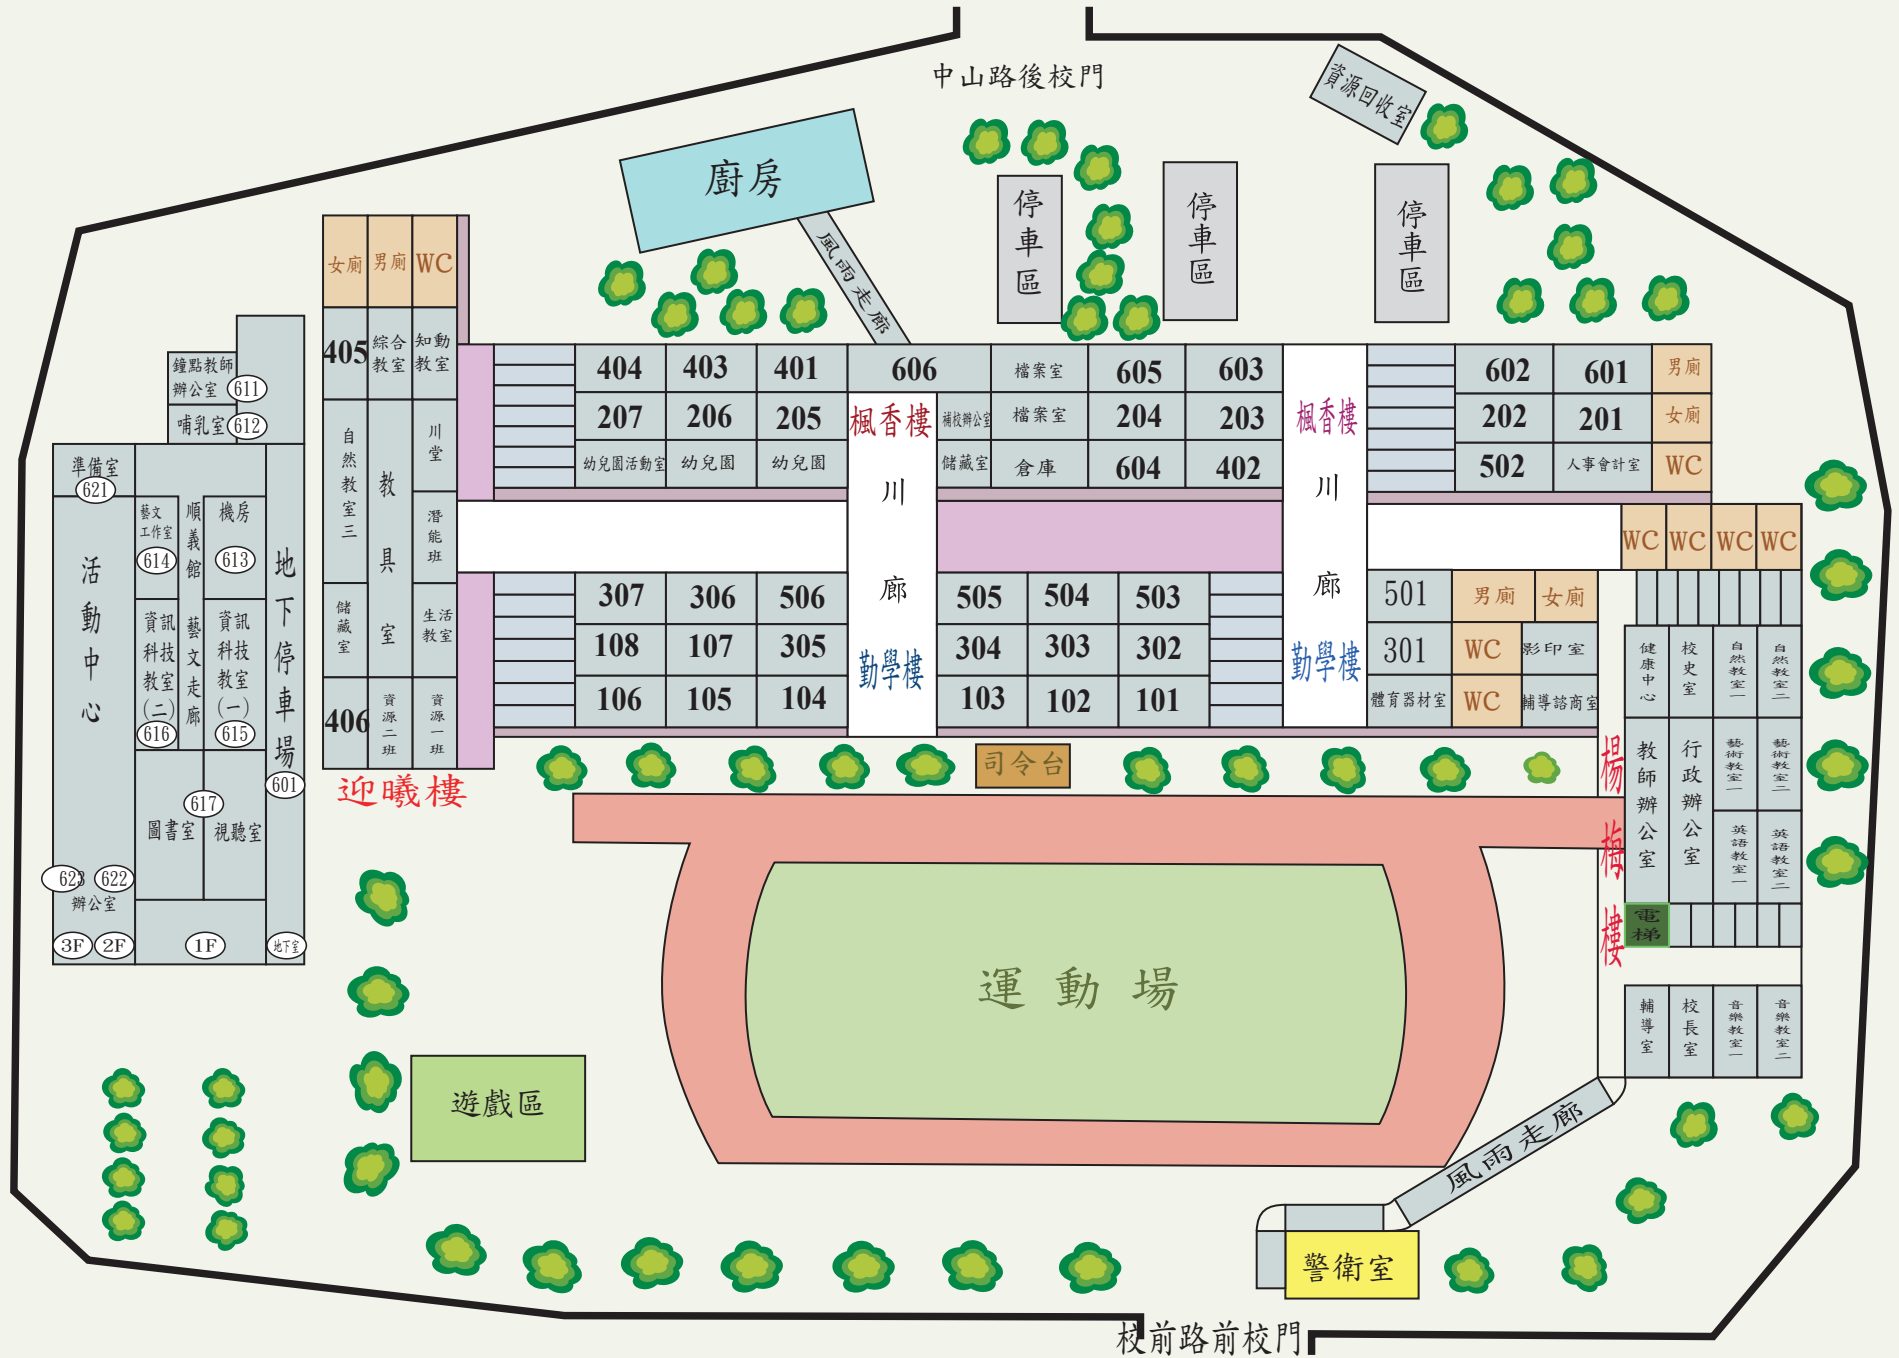 中山路後校門
資源回收室
廚房
風雨走廊
停車區
停車區
停車區
女廁 男廁 WC
405 綜合教室 知動教室
自然教室三
教具室
川堂
潛能班
儲藏室
生活教室
406 資源二班 資源一班
迎曦樓
鐘點教師
辦公室 611
哺乳室 612
準備室
621
活動中心
藝文
工作室
614
順義館
藝文走廊
機房
613
地下停車場
601
資訊
科技
教室
(二)
616
資訊
科技
教室
(一)
615
617
圖書室 視聽室
623 622
辦公室
3F 2F 1F 地下室
404 403 401 606 檔案室 605 603
207 206 205 楓香樓 補校辦公室 檔案室 204 203
幼兒園活動室 幼兒園 幼兒園 儲藏室 倉庫 604 402
川廊
楓香樓
川廊
602 601 男廁
202 201 女廁
502 人事會計室 WC
307 306 506 505 504 503
108 107 305 勤學樓 304 303 302 勤學樓
106 105 104 103 102 101
501 男廁 女廁
301 WC 影印室
體育器材室 WC 輔導諮商室
WC WC WC WC
健康中心 校史室 自然教室一 自然教室二
教師辦公室 行政辦公室 藝術教室一 藝術教室二
英語教室一 英語教室二
楊梅樓
電梯
輔導室 校長室 音樂教室一 音樂教室二
司令台
運動場
遊戲區
風雨走廊
警衛室
校前路前校門